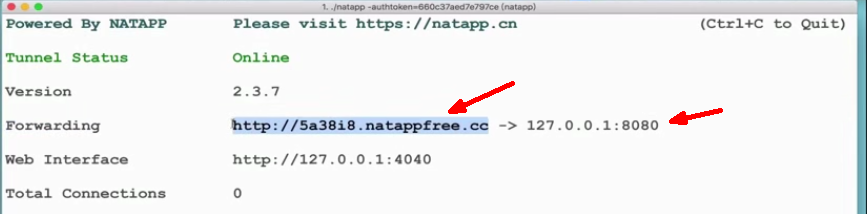 1. ./natapp -authtoken=660c37aed7e797ce (natapp)
Powered By NATAPP Please visit https://natapp.cn (Ctrl+C to Quit)
Tunnel Status Online
Version 2.3.7
Forwarding http://5a38i8.natappfree.cc -> 127.0.0.1:8080
Web Interface http://127.0.0.1:4040
Total Connections 0